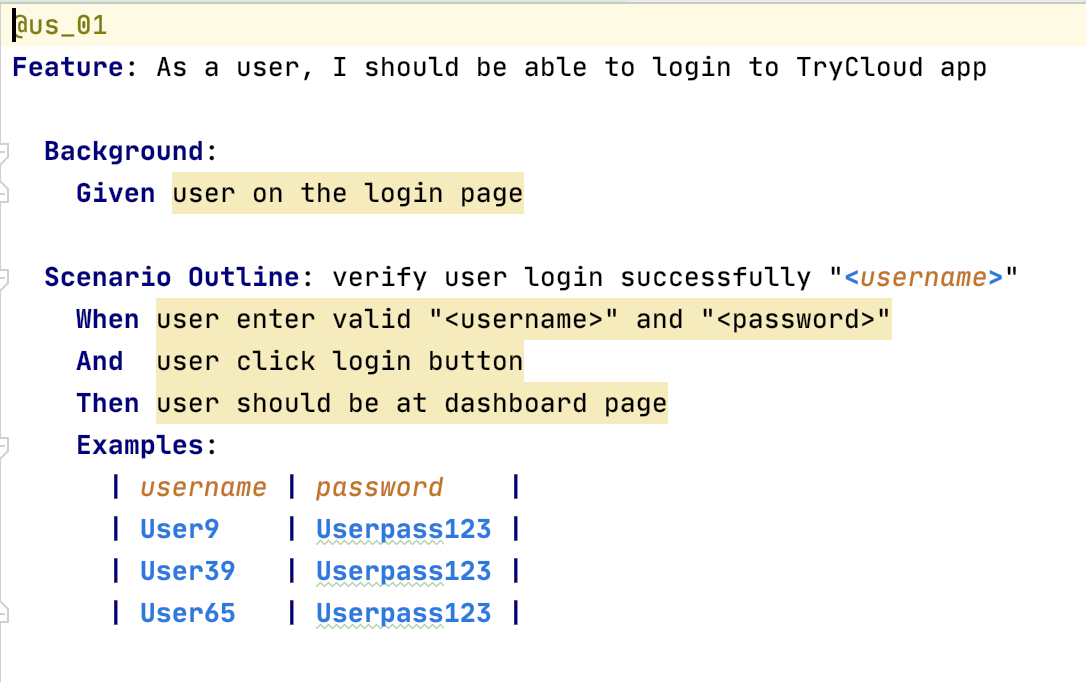 @us_01
Feature: As a user, I should be able to login to TryCloud app
Background:
Given user on the login page
Scenario Outline: verify user login successfully "<username>"
When user enter valid "<username>" and "<password>"
And  user click login button
Then user should be at dashboard page
Examples:
| username | password    |
| User9    | Userpass123 |
| User39   | Userpass123 |
| User65   | Userpass123 |